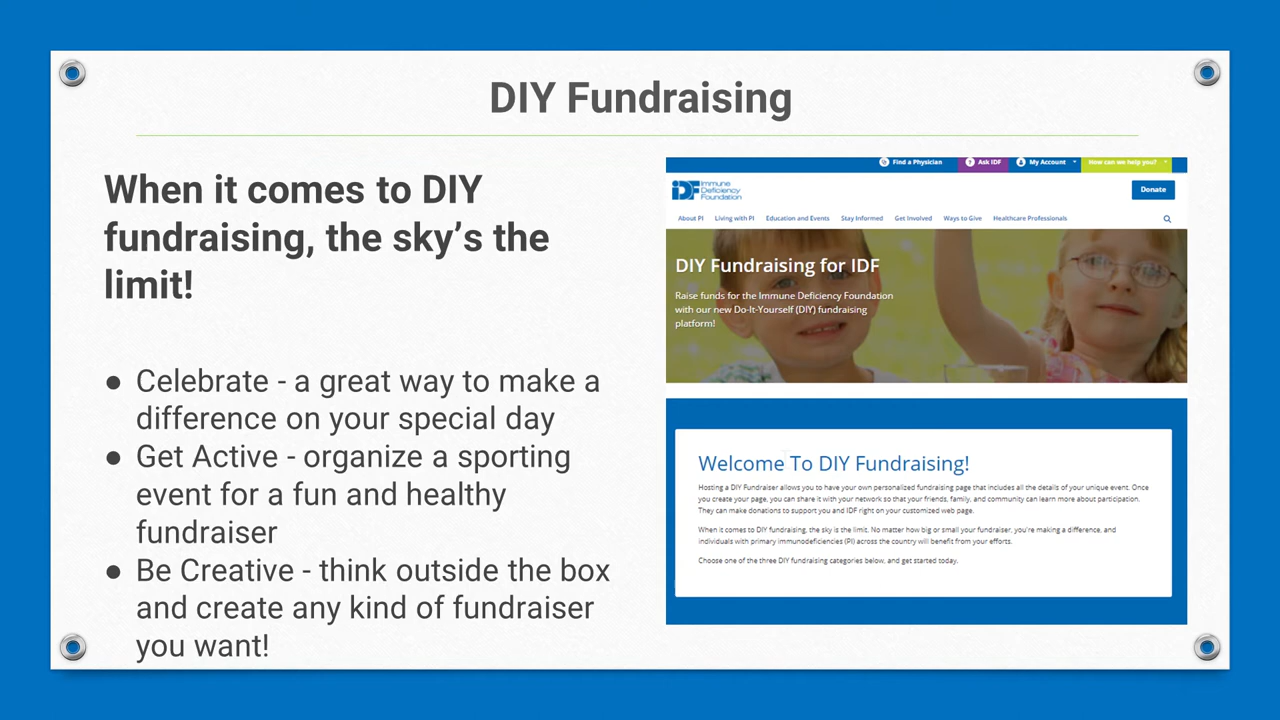 DIY Fundraising
When it comes to DIY
fundraising, the sky's the
limit!
● Celebrate - a great way to make a
difference on your special day
● Get Active - organize a sporting
event for a fun and healthy
fundraiser
● Be Creative - think outside the box
and create any kind of fundraiser
you want!
Find a Physician ? Ask IDF My Account How can we help you?
IDF Immune
Deficiency
Foundation
Donate
About PI Living with PI Education and Events Stay Informed Get Involved Ways to Give Healthcare Professionals
DIY Fundraising for IDF
Raise funds for the Immune Deficiency Foundation
with our new Do-It-Yourself (DIY) fundraising
platform!
Welcome To DIY Fundraising!
Hosting a DIY Fundraiser allows you to have your own personalized fundraising page that includes all the details of your unique event. Once
you create your page, you can share it with your network so that your friends, family, and community can learn more about participation.
They can make donations to support you and IDF right on your customized web page.
When it comes to DIY fundraising, the sky is the limit. No matter how big or small your fundraiser, you're making a difference, and
individuals with primary immunodeficiencies (PI) across the country will benefit from your efforts.
Choose one of the three DIY fundraising categories below, and get started today.